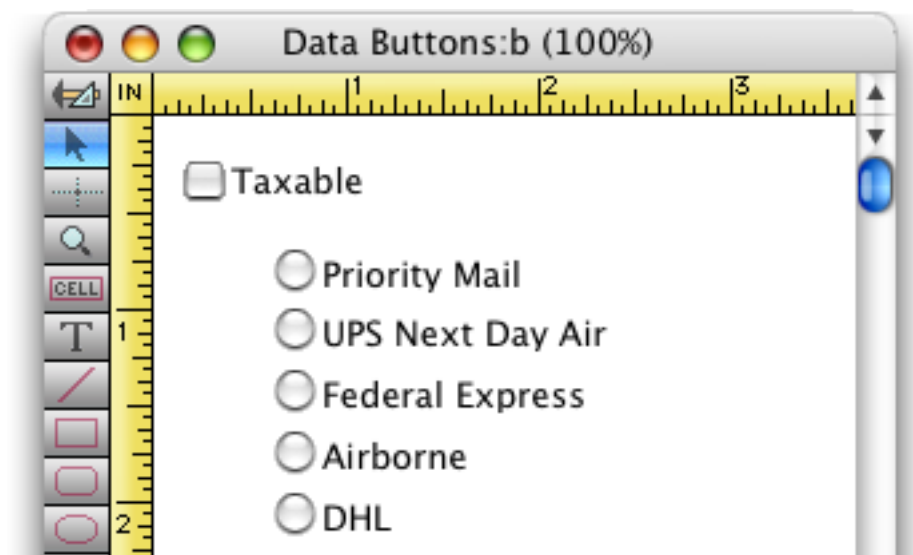 Data Buttons:b (100%)
IN 1 2 3
Taxable
Priority Mail
CELL
T 1 UPS Next Day Air
Federal Express
Airborne
2 DHL